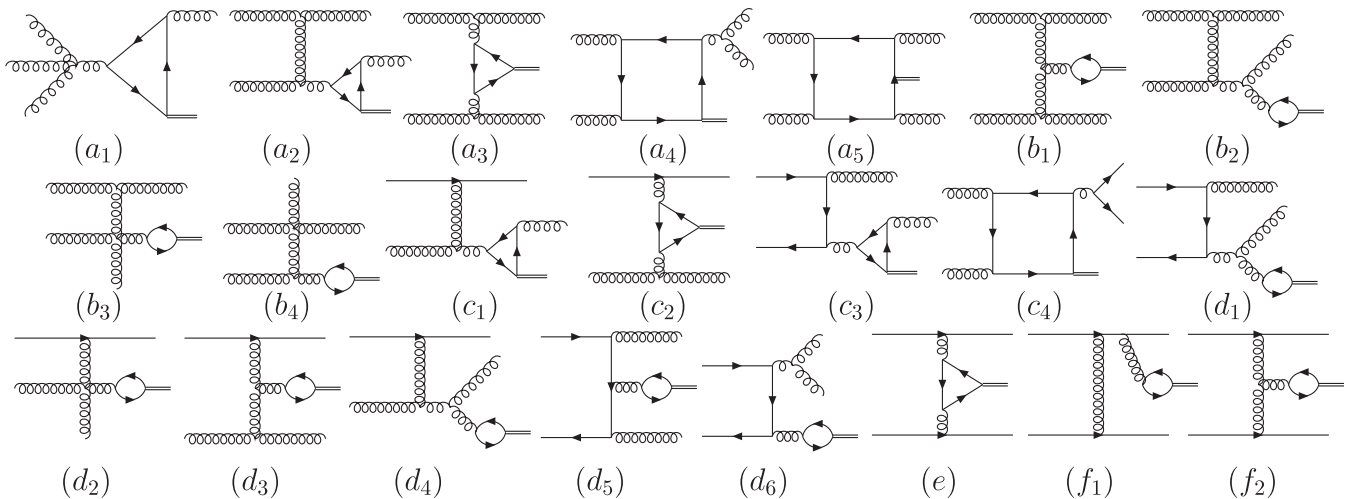 (a₁) (a₂) (a₃) (a₄) (a₅) (b₁) (b₂)
(b₃) (b₄) (c₁) (c₂) (c₃) (c₄) (d₁)
(d₂) (d₃) (d₄) (d₅) (d₆) (e) (f₁) (f₂)